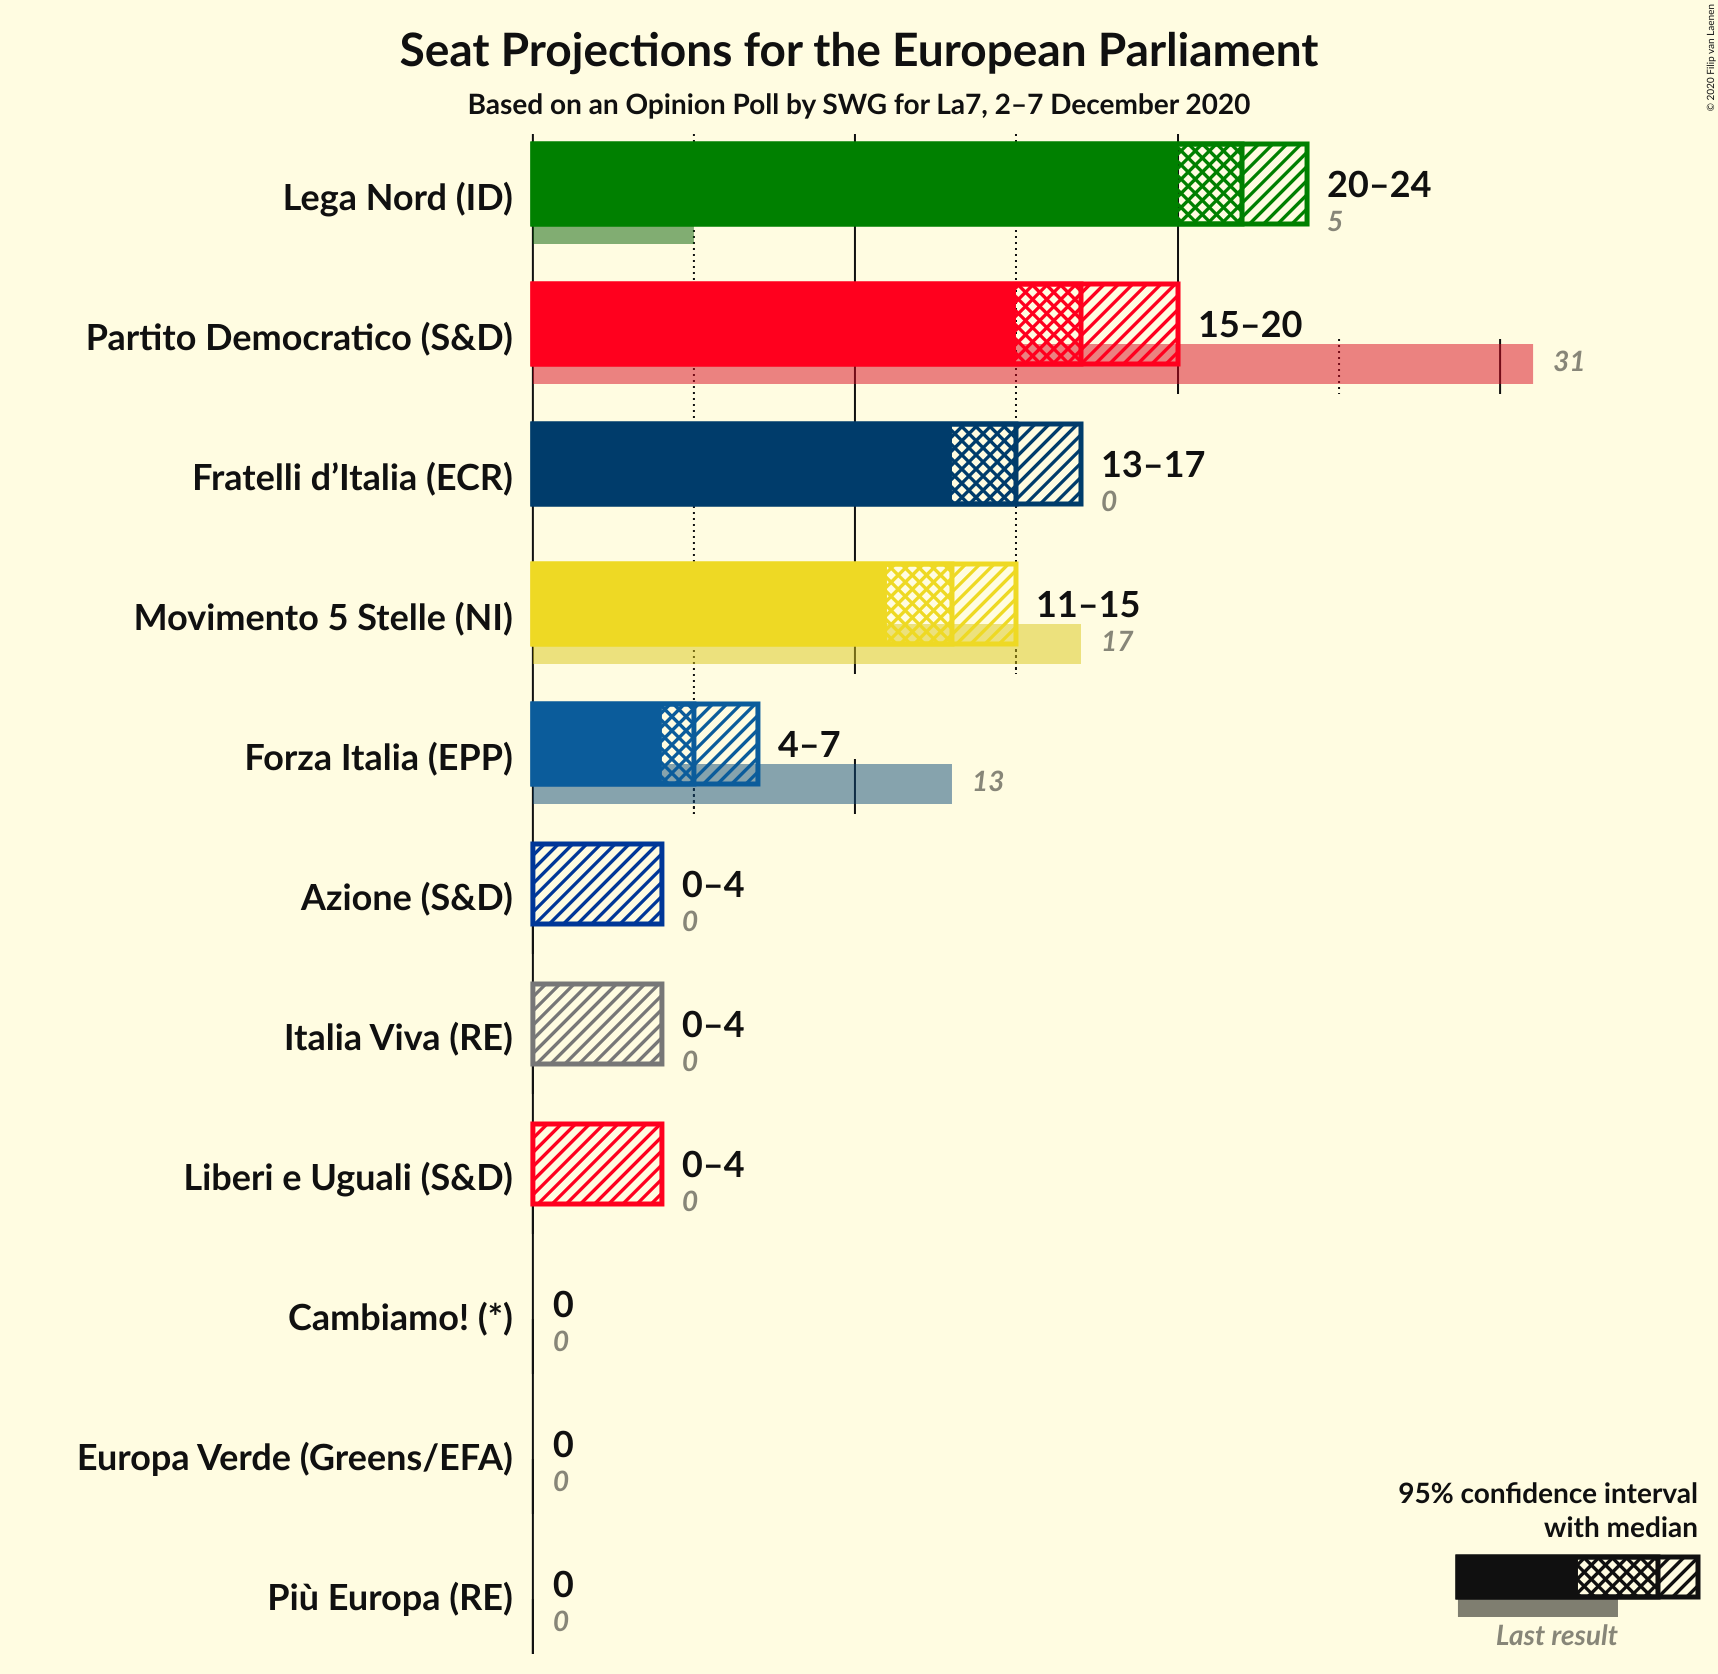 Seat Projections for the European Parliament
Based on an Opinion Poll by SWG for La7, 2–7 December 2020
© 2020 Filip van Laenen
Lega Nord (ID)
20–24
5
Partito Democratico (S&D)
15–20
31
Fratelli d’Italia (ECR)
13–17
0
Movimento 5 Stelle (NI)
11–15
17
Forza Italia (EPP)
4–7
13
Azione (S&D)
0–4
0
Italia Viva (RE)
0–4
0
Liberi e Uguali (S&D)
0–4
0
Cambiamo! (*)
0
0
Europa Verde (Greens/EFA)
0
0
Più Europa (RE)
0
0
95% confidence interval
with median
Last result